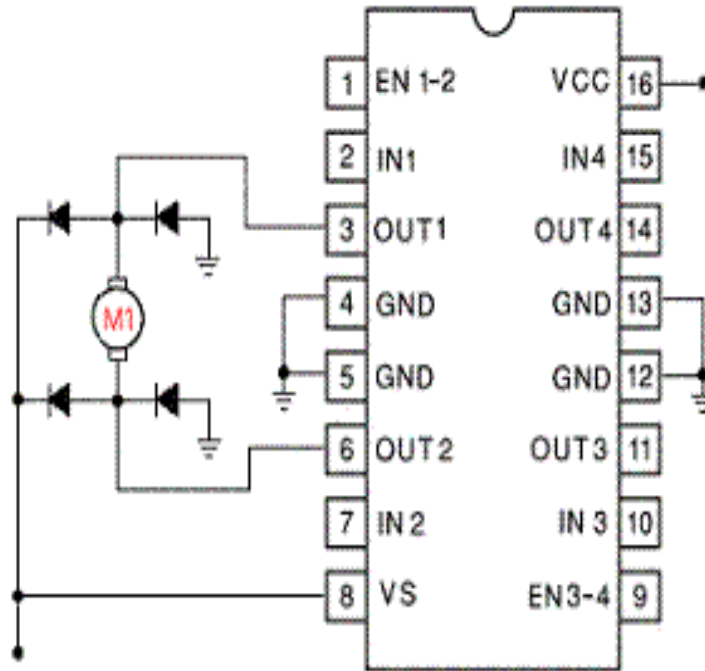 1 EN 1-2 VCC 16
2 IN1 IN4 15
3 OUT1 OUT4 14
4 GND GND 13
M1
5 GND GND 12
6 OUT2 OUT3 11
7 IN 2 IN 3 10
8 VS EN3-4 9